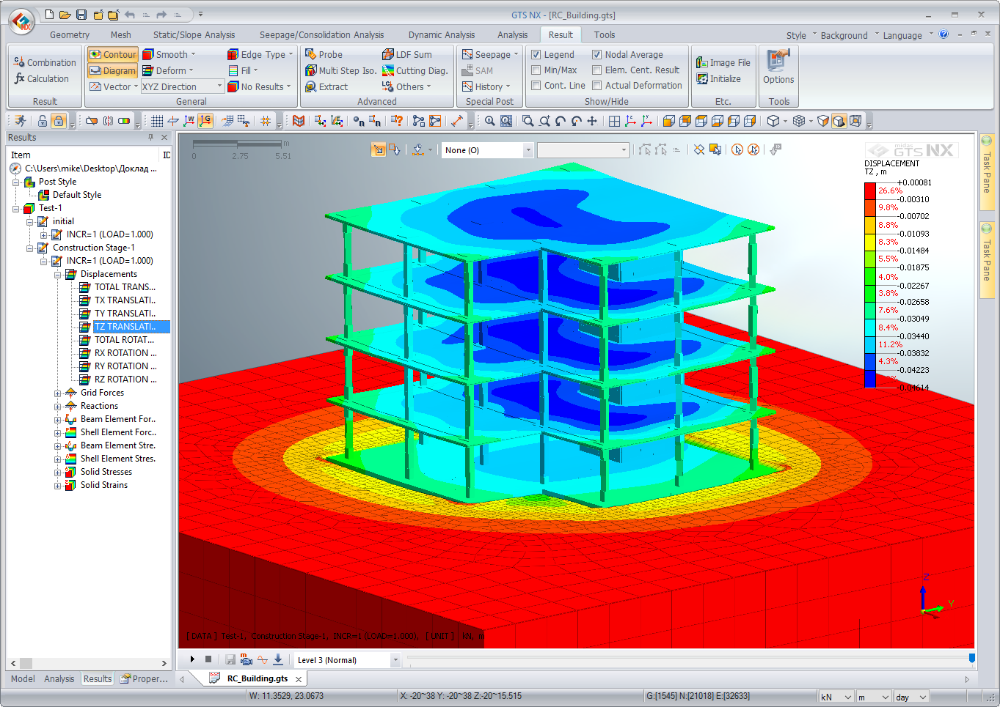 GTS NX - [RC_Building.gts]
Geometry Mesh Static/Slope Analysis Seepage/Consolidation Analysis Dynamic Analysis Analysis Result Tools Style Background Language
Combination
Calculation
Result
Contour Smooth Edge Type
Diagram Deform Fill
Vector XYZ Direction No Results
General
Probe LDF Sum
Multi Step Iso. Cutting Diag.
Extract Others
Advanced
Seepage
SAM
History
Special Post
Legend Nodal Average
Min/Max Elem. Cent. Result
Cont. Line Actual Deformation
Show/Hide
Image File
Initialize
Etc.
Options
Tools
Results
Item ID
C:\Users\mike\Desktop\Доклад ...
Post Style
Default Style
Test-1
initial
INCR=1 (LOAD=1.000)
Construction Stage-1
INCR=1 (LOAD=1.000)
Displacements
TOTAL TRANS...
TX TRANSLATI..
TY TRANSLATI..
TZ TRANSLATI..
TOTAL ROTAT...
RX ROTATION ...
RY ROTATION ...
RZ ROTATION ...
Grid Forces
Reactions
Beam Element For..
Shell Element Forc..
Beam Element Stre.
Shell Element Stres.
Solid Stresses
Solid Strains
Model Analysis Results Proper...
m
0 2.75 5.51
None (O)
midas
GTS NX
DISPLACEMENT
TZ , m
+0.00081
26.6%
-0.00310
9.8%
-0.00702
8.8%
-0.01093
8.3%
-0.01484
5.5%
-0.01875
4.0%
-0.02267
3.8%
-0.02658
7.6%
-0.03049
8.4%
-0.03440
11.2%
-0.03832
4.3%
-0.04223
-0.04614
Task Pane
Task Pane
Z
Y
[ DATA ] Test-1, Construction Stage-1, INCR=1 (LOAD=1.000), [ UNIT ] kN, m
Level 3 (Normal)
RC_Building.gts
W: 11.3529, 23.0673 X: -20~38 Y: -20~38 Z:-20~15.515 G:[1545] N:[21018] E:[32633] kN m day